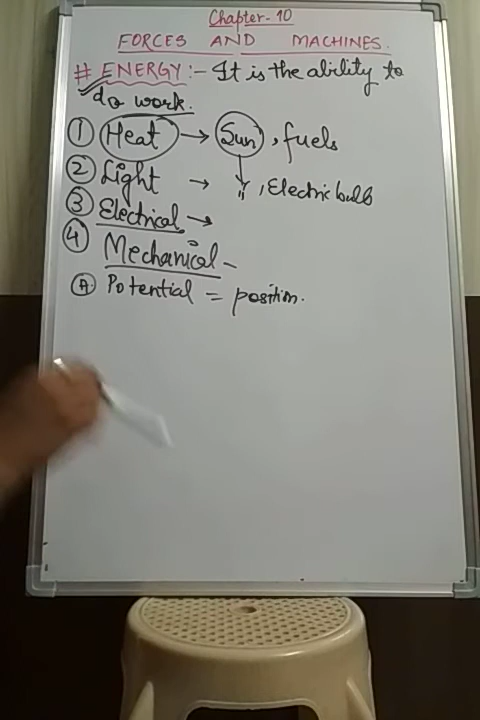 Chapter-10
FORCES AND MACHINES.
# ENERGY:- It is the ability to
do work.
① Heat → Sun, fuels
② Light → ", Electric bulb
③ Electrical →
④ Mechanical -
Ⓐ Potential = position.